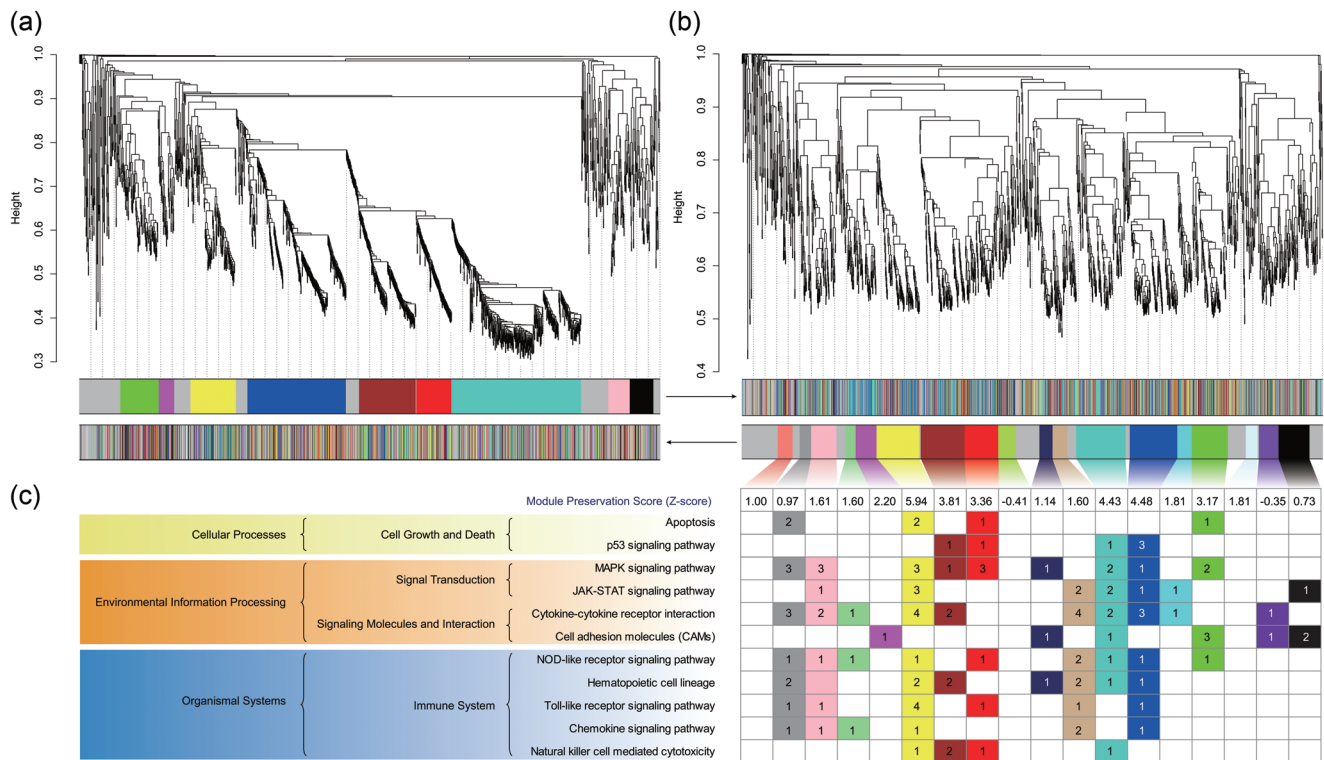 (a)
(b)
Height
1.0
0.9
0.8
0.7
0.6
0.5
0.4
0.3
Height
1.0
0.9
0.8
0.7
0.6
0.5
0.4
(c)
Module Preservation Score (Z-score) 1.00 0.97 1.61 1.60 2.20 5.94 3.81 3.36 -0.41 1.14 1.60 4.43 4.48 1.81 3.17 1.81 -0.35 0.73
Cellular Processes
Cell Growth and Death
Apoptosis 2 2 1 1
p53 signaling pathway 1 1 1 3
Environmental Information Processing
Signal Transduction
MAPK signaling pathway 3 3 3 1 3 1 2 1 2
JAK-STAT signaling pathway 1 3 2 2 1 1 1
Signaling Molecules and Interaction
Cytokine-cytokine receptor interaction 3 2 1 4 2 4 2 3 1 1
Cell adhesion molecules (CAMs) 1 1 1 3 1 2
Organismal Systems
Immune System
NOD-like receptor signaling pathway 1 1 1 1 1 2 1 1 1
Hematopoietic cell lineage 2 2 2 1 2 1 1
Toll-like receptor signaling pathway 1 1 4 1 1 1
Chemokine signaling pathway 1 1 1 1 2 1
Natural killer cell mediated cytotoxicity 1 2 1 2